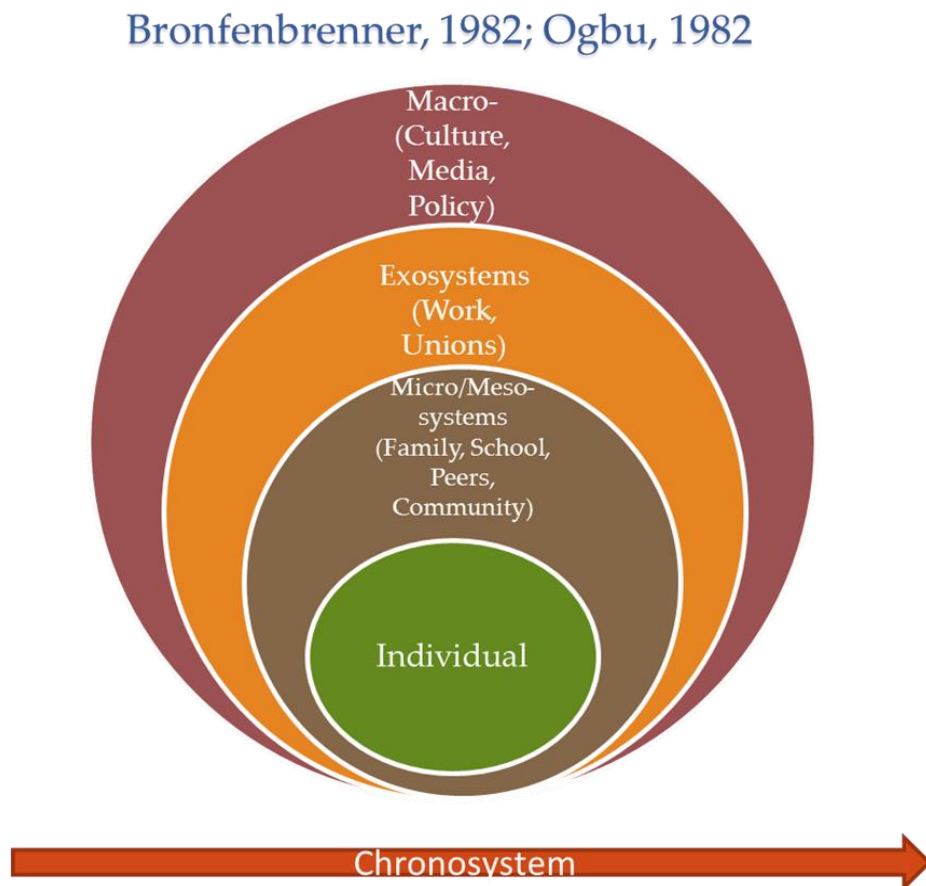 Bronfenbrenner, 1982; Ogbu, 1982
Macro-
(Culture,
Media,
Policy)
Exosystems
(Work,
Unions)
Micro/Meso-
systems
(Family, School,
Peers,
Community)
Individual
Chronosystem